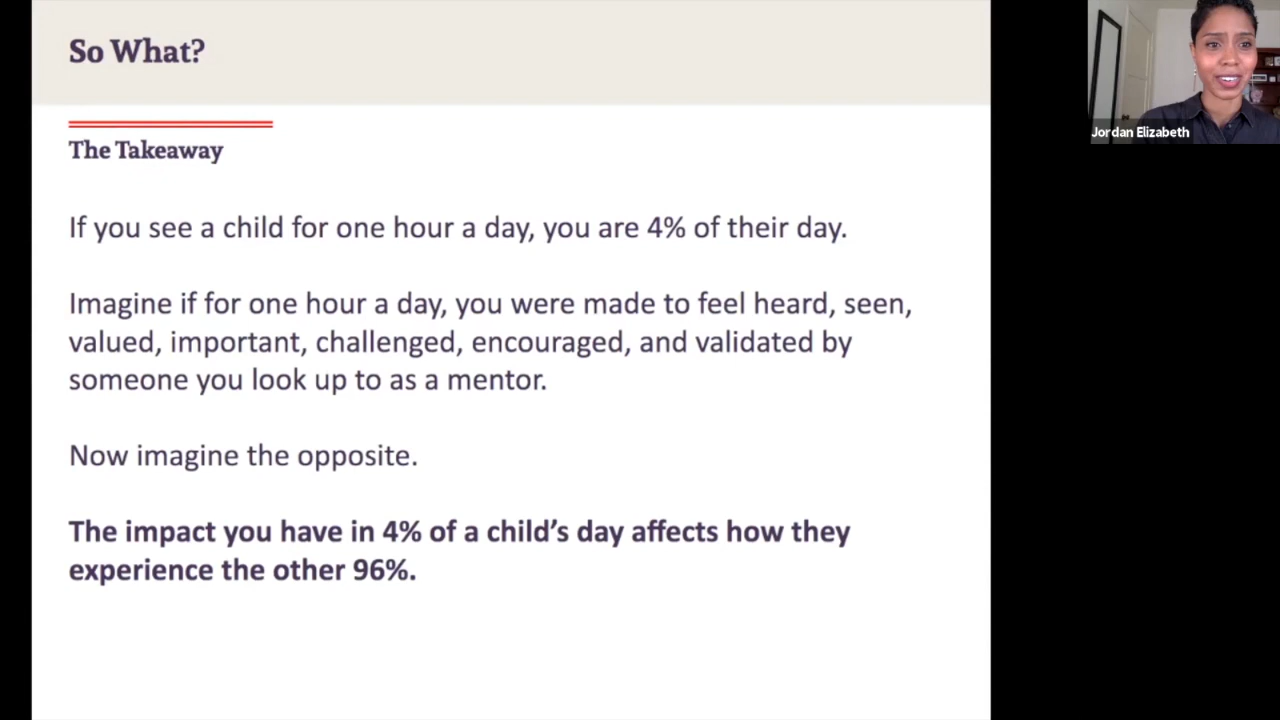 So What?
The Takeaway
If you see a child for one hour a day, you are 4% of their day.
Imagine if for one hour a day, you were made to feel heard, seen,
valued, important, challenged, encouraged, and validated by
someone you look up to as a mentor.
Now imagine the opposite.
The impact you have in 4% of a child’s day affects how they
experience the other 96%.
Jordan Elizabeth